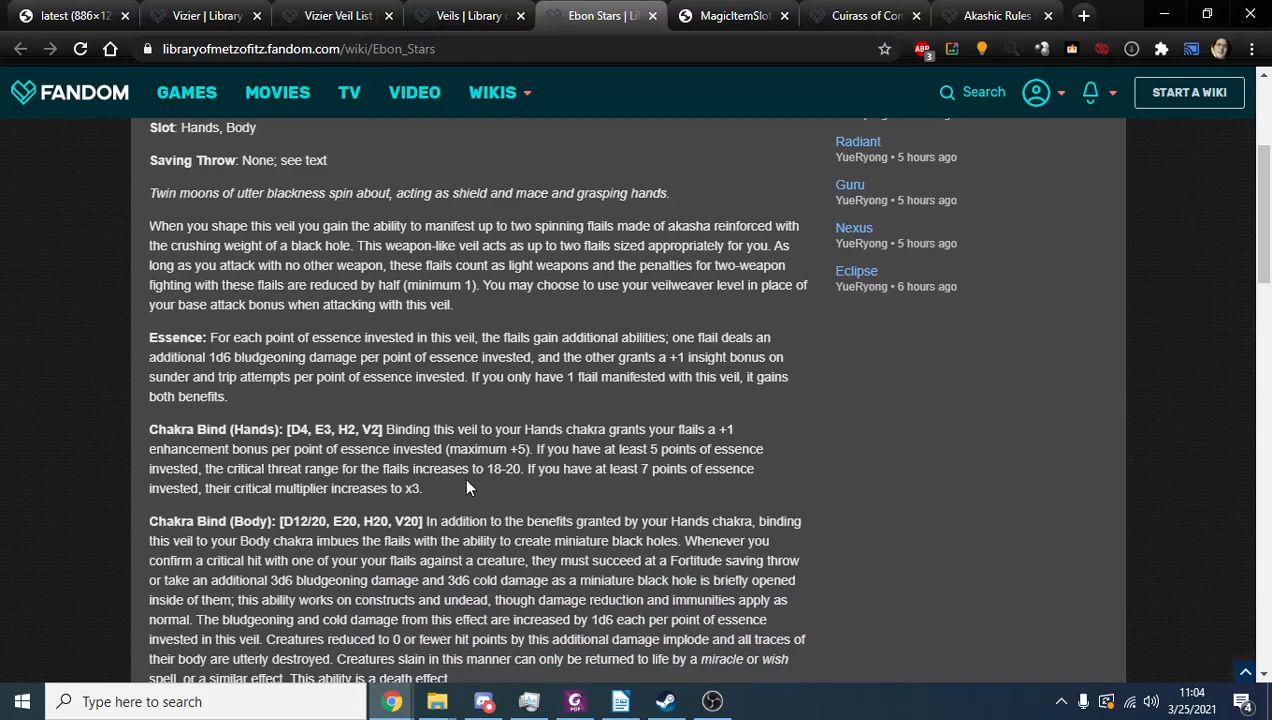 latest (886×12
Vizier | Library
Vizier Veil List
Veils | Library o
Ebon Stars | Lib
MagicItemSlot
Cuirass of Con
Akashic Rules
libraryofmetzofitz.fandom.com/wiki/Ebon_Stars
ABP
3
FANDOM
GAMES
MOVIES
TV
VIDEO
WIKIS
Search
START A WIKI
Slot: Hands, Body
Saving Throw: None; see text
Twin moons of utter blackness spin about, acting as shield and mace and grasping hands.
When you shape this veil you gain the ability to manifest up to two spinning flails made of akasha reinforced with
the crushing weight of a black hole. This weapon-like veil acts as up to two flails sized appropriately for you. As
long as you attack with no other weapon, these flails count as light weapons and the penalties for two-weapon
fighting with these flails are reduced by half (minimum 1). You may choose to use your veilweaver level in place of
your base attack bonus when attacking with this veil.
Essence: For each point of essence invested in this veil, the flails gain additional abilities; one flail deals an
additional 1d6 bludgeoning damage per point of essence invested, and the other grants a +1 insight bonus on
sunder and trip attempts per point of essence invested. If you only have 1 flail manifested with this veil, it gains
both benefits.
Chakra Bind (Hands): [D4, E3, H2, V2] Binding this veil to your Hands chakra grants your flails a +1
enhancement bonus per point of essence invested (maximum +5). If you have at least 5 points of essence
invested, the critical threat range for the flails increases to 18-20. If you have at least 7 points of essence
invested, their critical multiplier increases to x3.
Chakra Bind (Body): [D12/20, E20, H20, V20] In addition to the benefits granted by your Hands chakra, binding
this veil to your Body chakra imbues the flails with the ability to create miniature black holes. Whenever you
confirm a critical hit with one of your your flails against a creature, they must succeed at a Fortitude saving throw
or take an additional 3d6 bludgeoning damage and 3d6 cold damage as a miniature black hole is briefly opened
inside of them; this ability works on constructs and undead, though damage reduction and immunities apply as
normal. The bludgeoning and cold damage from this effect are increased by 1d6 each per point of essence
invested in this veil. Creatures reduced to 0 or fewer hit points by this additional damage implode and all traces of
their body are utterly destroyed. Creatures slain in this manner can only be returned to life by a miracle or wish
spell, or a similar effect. This ability is a death effect
Radiant
YueRyong • 5 hours ago
Guru
YueRyong • 5 hours ago
Nexus
YueRyong • 5 hours ago
Eclipse
YueRyong • 6 hours ago
Type here to search
11:04
3/25/2021
4